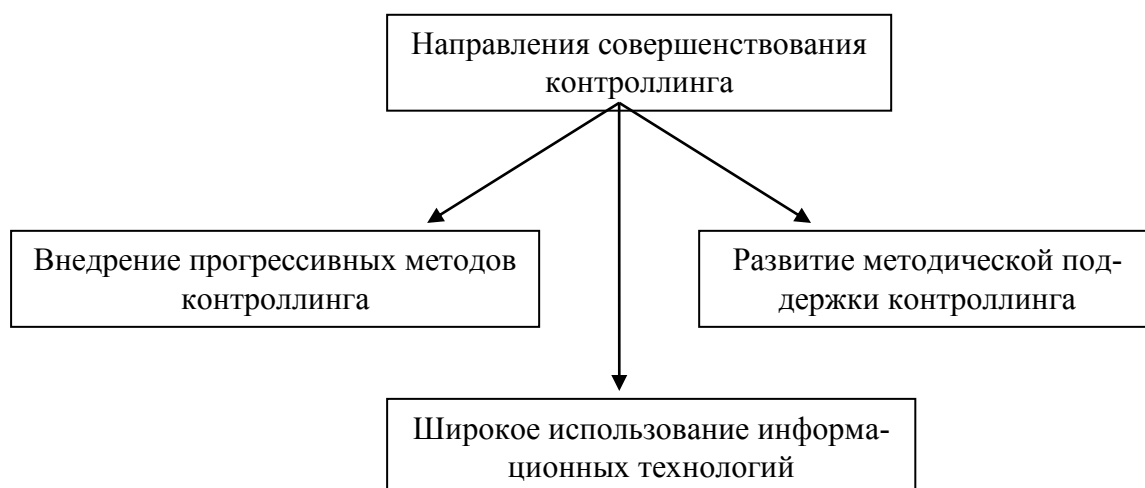 Направления совершенствования
контроллинга
Внедрение прогрессивных методов
контроллинга
Развитие методической под-
держки контроллинга
Широкое использование информа-
ционных технологий